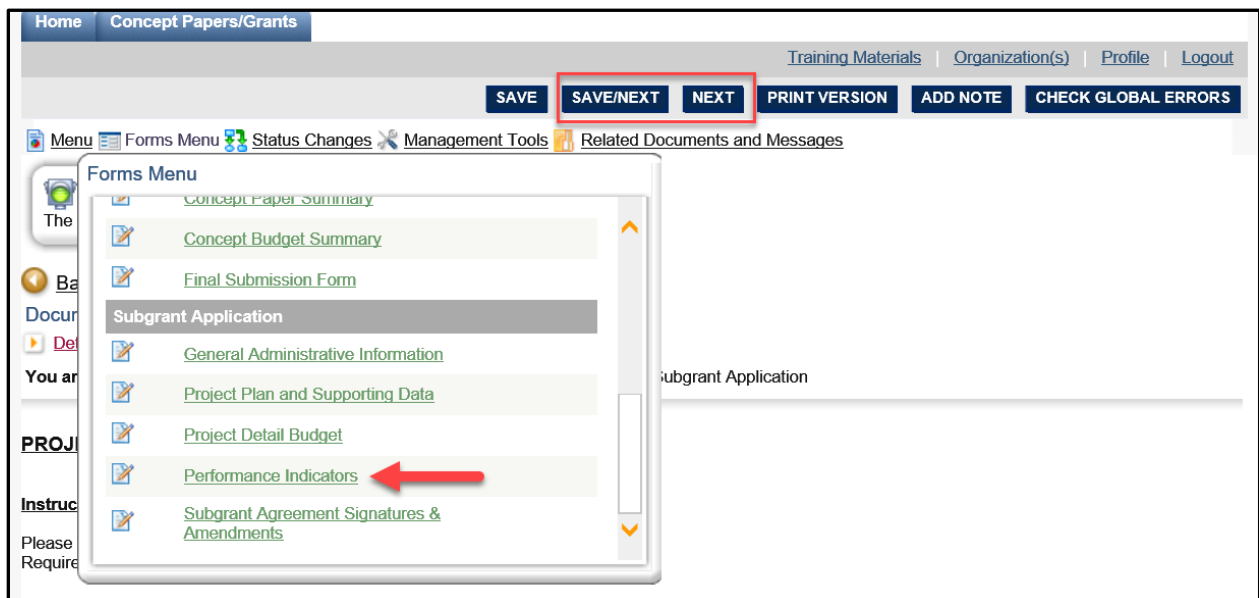 Home Concept Papers/Grants
Training Materials | Organization(s) | Profile | Logout
SAVE SAVE/NEXT NEXT PRINT VERSION ADD NOTE CHECK GLOBAL ERRORS
Menu Forms Menu Status Changes Management Tools Related Documents and Messages
Forms Menu
Concept Paper Summary
The
Concept Budget Summary
Final Submission Form
Ba
Docum
Subgrant Application
Det
General Administrative Information
You ar
Subgrant Application
Project Plan and Supporting Data
Project Detail Budget
PROJE
Performance Indicators
Instruc
Subgrant Agreement Signatures &
Amendments
Please
Require